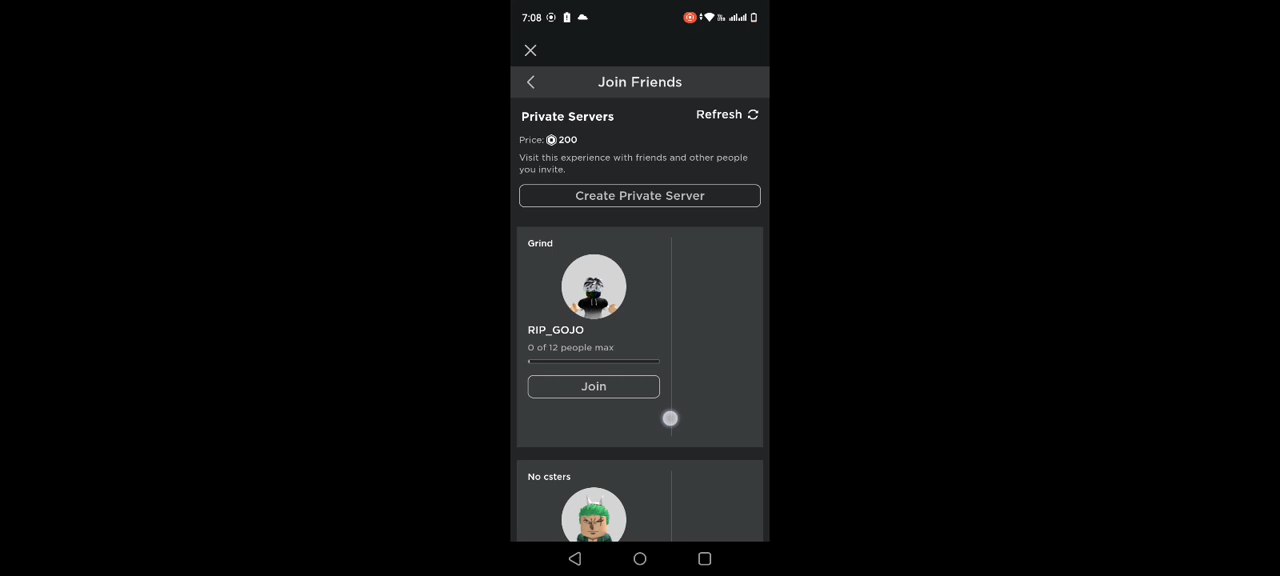 7:08
Join Friends
Private Servers
Refresh
Price: 200
Visit this experience with friends and other people
you invite.
Create Private Server
Grind
RIP_GOJO
0 of 12 people max
Join
No csters